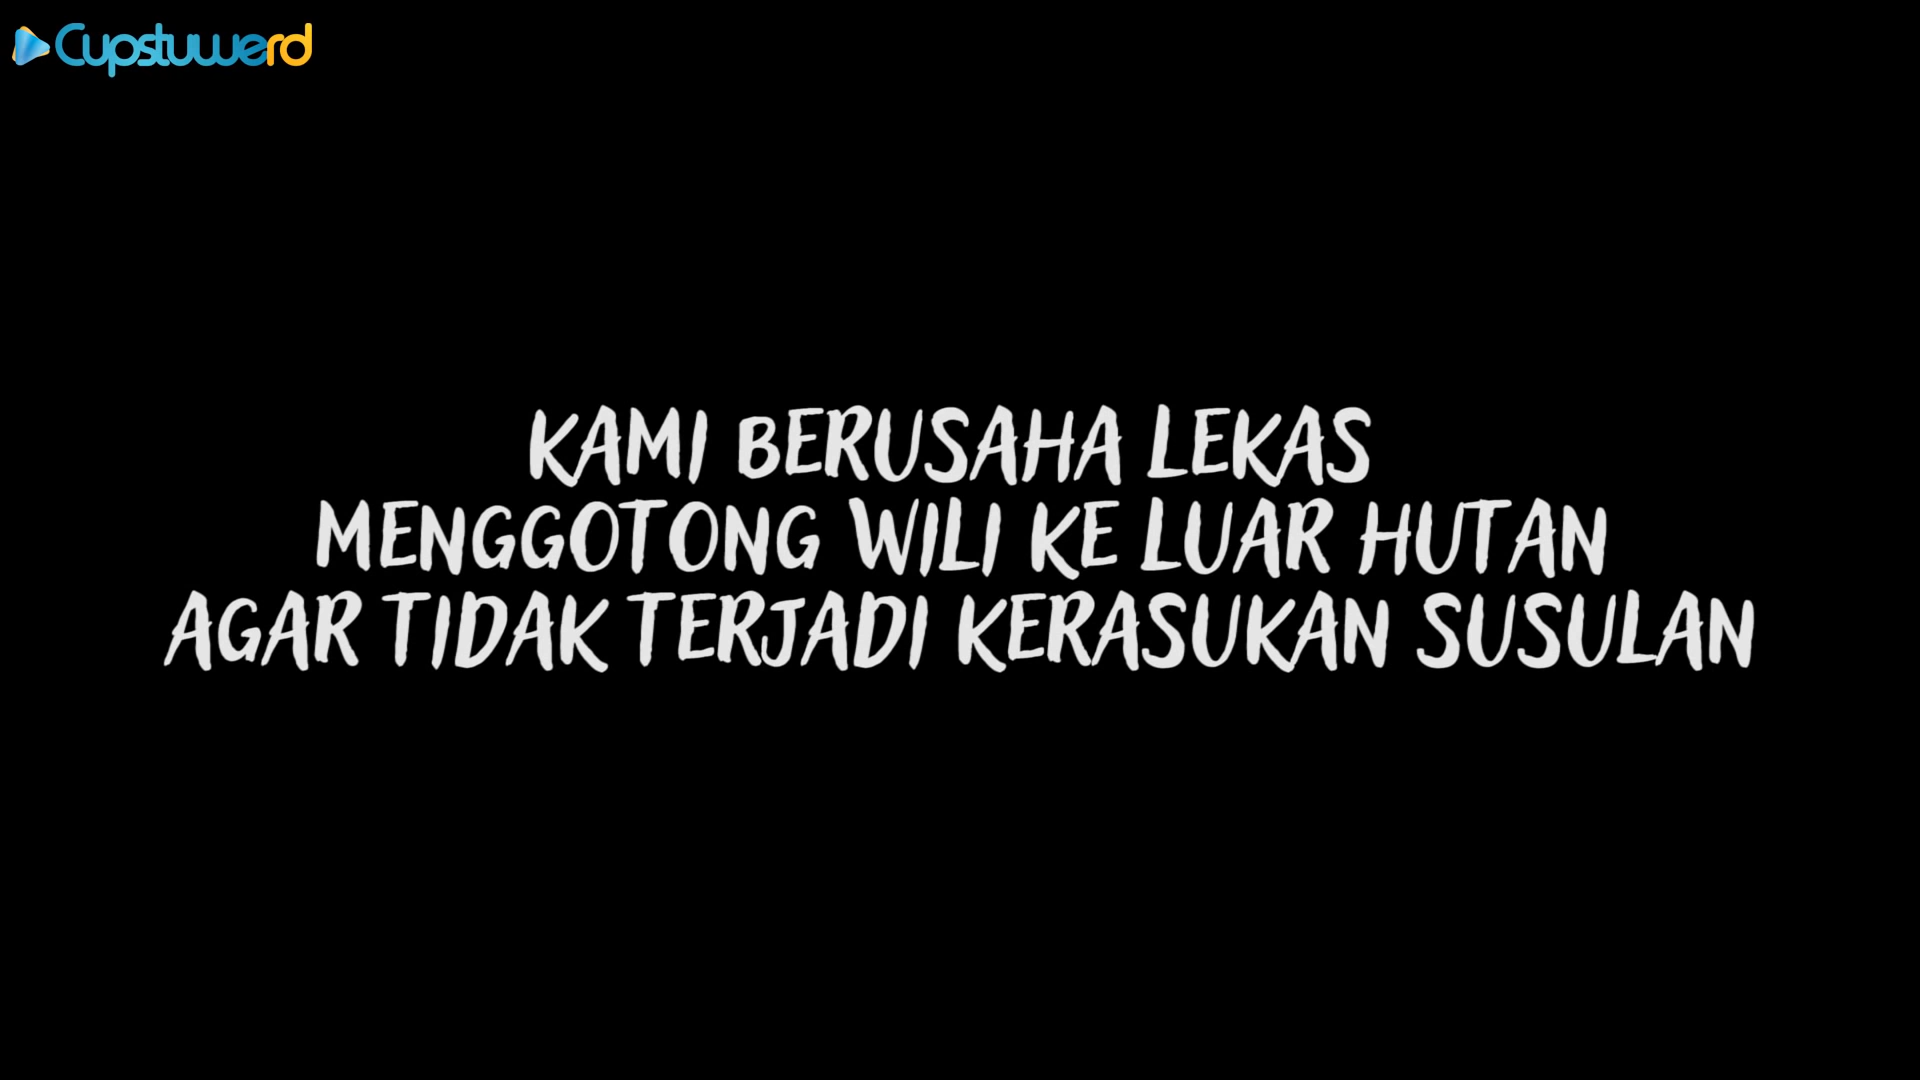 Cupstuwerd
KAMI BERUSAHA LEKAS
MENGGOTONG WILI KE LUAR HUTAN
AGAR TIDAK TERJADI KERASUKAN SUSULAN